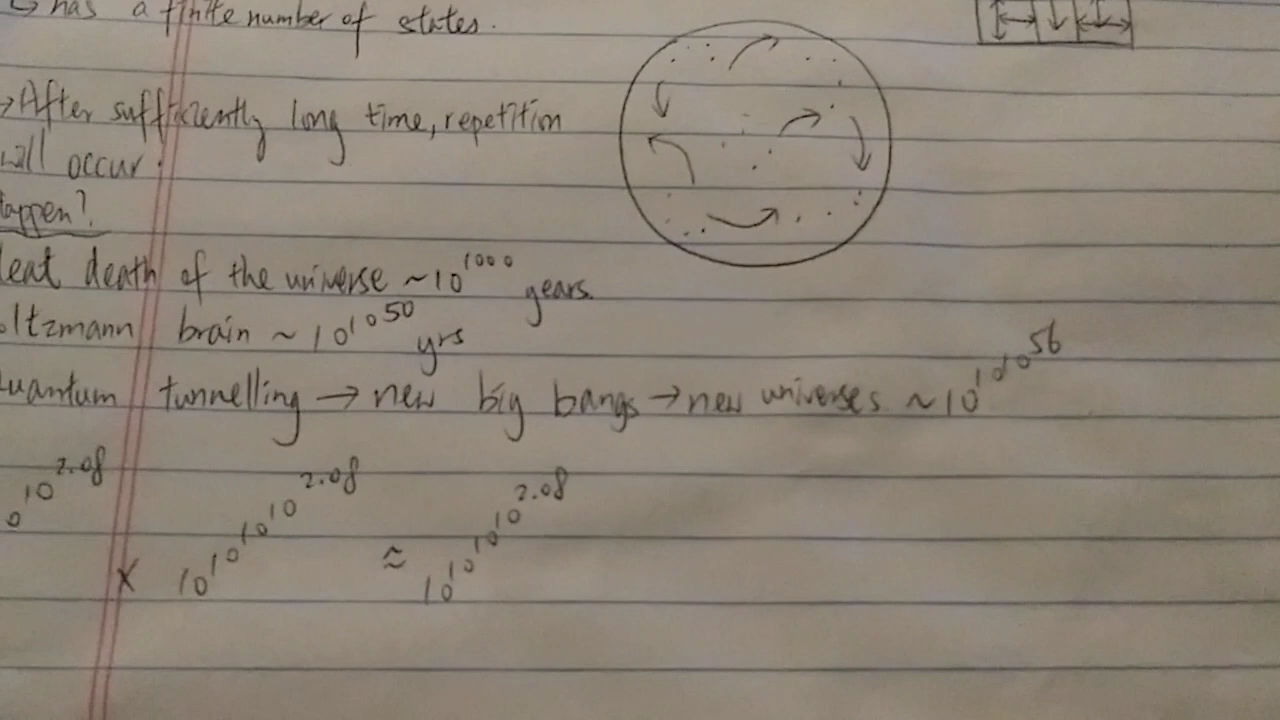 ↳ has a finite number of states.
→After sufficiently long time, repetition
will occur.
happen?
eat death of the universe ~10^1000 years.
oltzmann brain ~ 10^10^50 yrs
uantum tunnelling → new big bangs → new universes ~10^10^10^56
0^10^2.08 × 10^10^10^10^2.08 ≈ 10^10^10^10^2.08